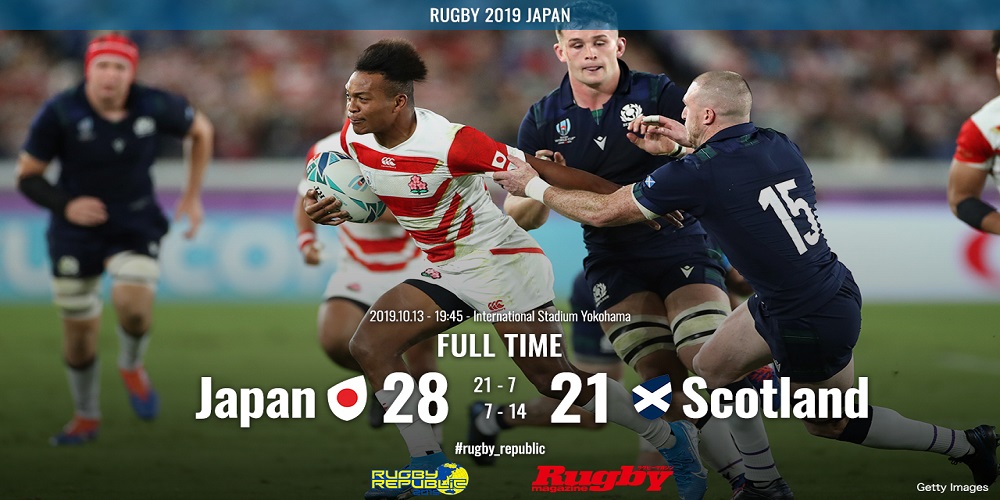 RUGBY 2019 JAPAN
15
2019.10.13 - 19:45 - International Stadium Yokohama
FULL TIME
Japan 28 21 - 7 21 Scotland
7 - 14
#rugby_republic
RUGBY REPUBLIC
Rugby magazine
Getty Images